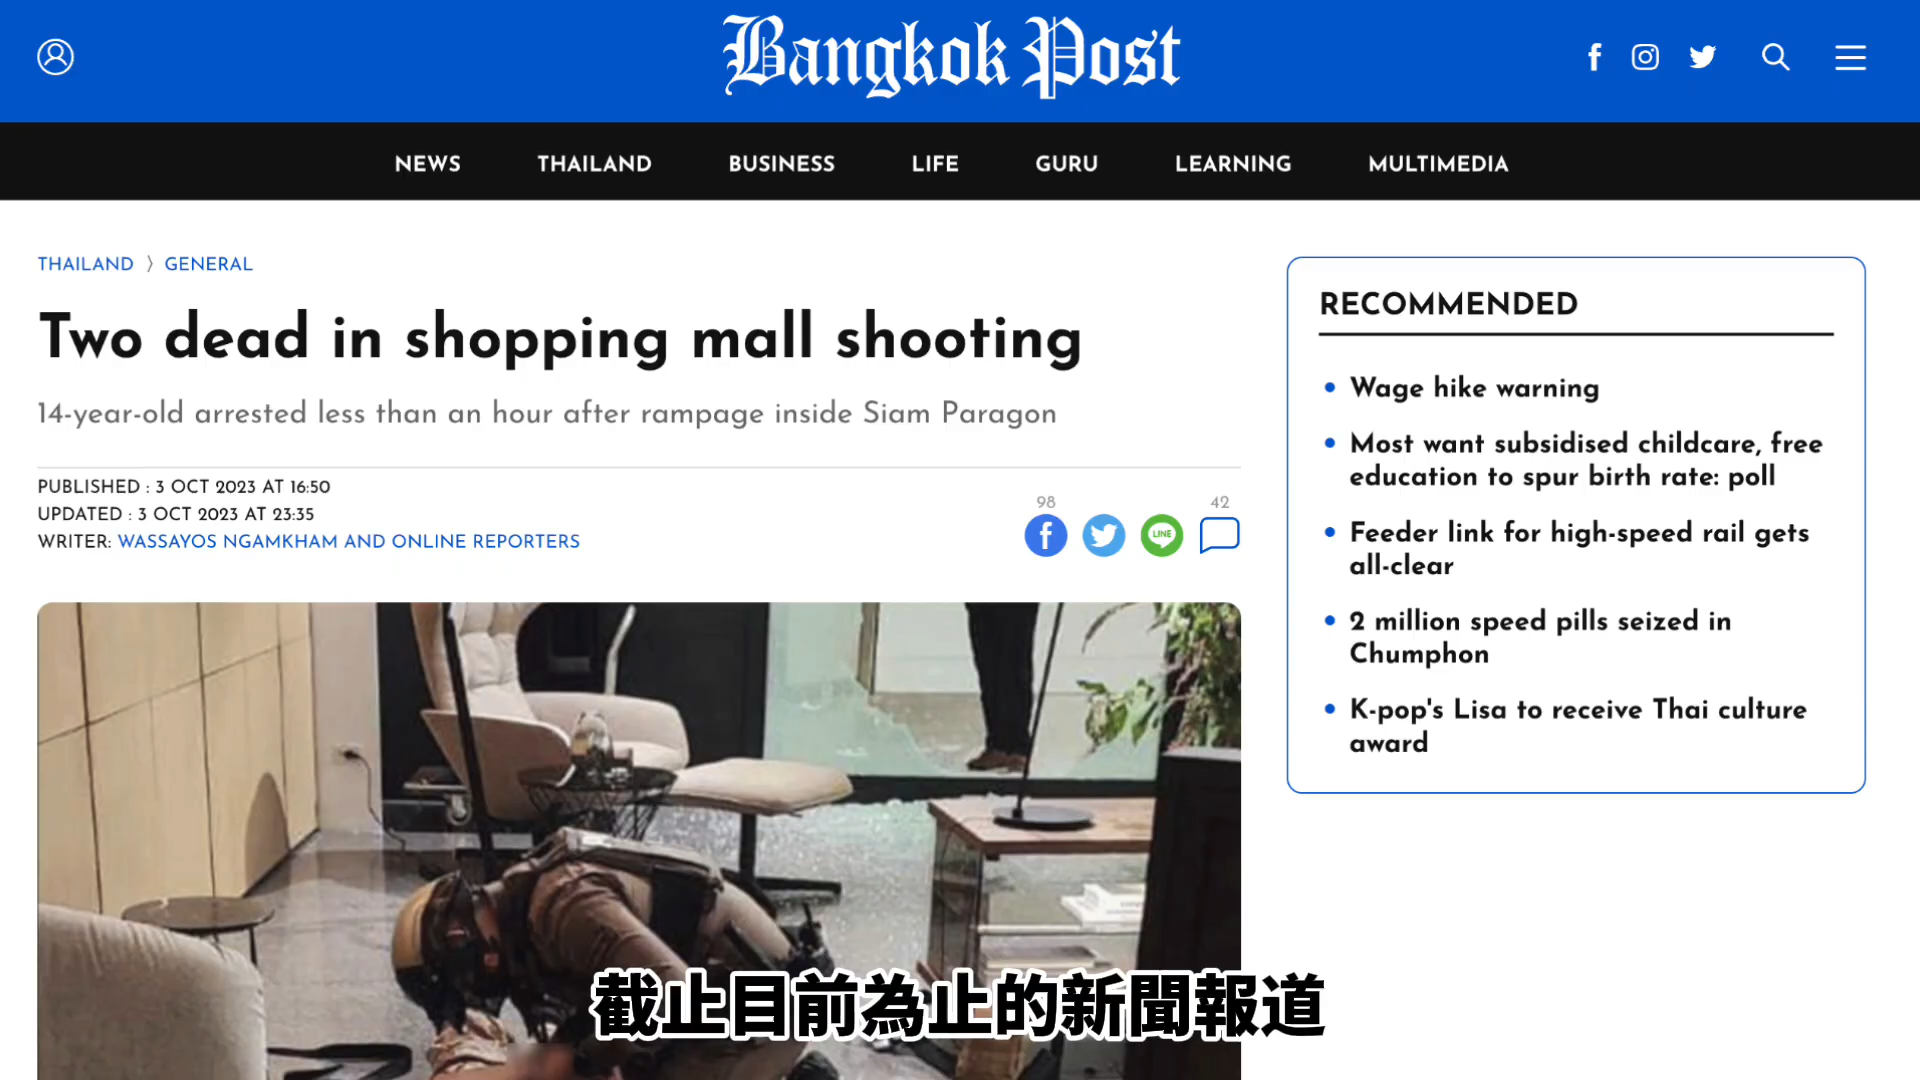 Bangkok Post
NEWS THAILAND BUSINESS LIFE GURU LEARNING MULTIMEDIA
THAILAND 〉 GENERAL
Two dead in shopping mall shooting
14-year-old arrested less than an hour after rampage inside Siam Paragon
PUBLISHED : 3 OCT 2023 AT 16:50
UPDATED : 3 OCT 2023 AT 23:35
WRITER: WASSAYOS NGAMKHAM AND ONLINE REPORTERS
98
42
LINE
RECOMMENDED
Wage hike warning
Most want subsidised childcare, free
education to spur birth rate: poll
Feeder link for high-speed rail gets
all-clear
2 million speed pills seized in
Chumphon
K-pop's Lisa to receive Thai culture
award
截止目前為止的新聞報道